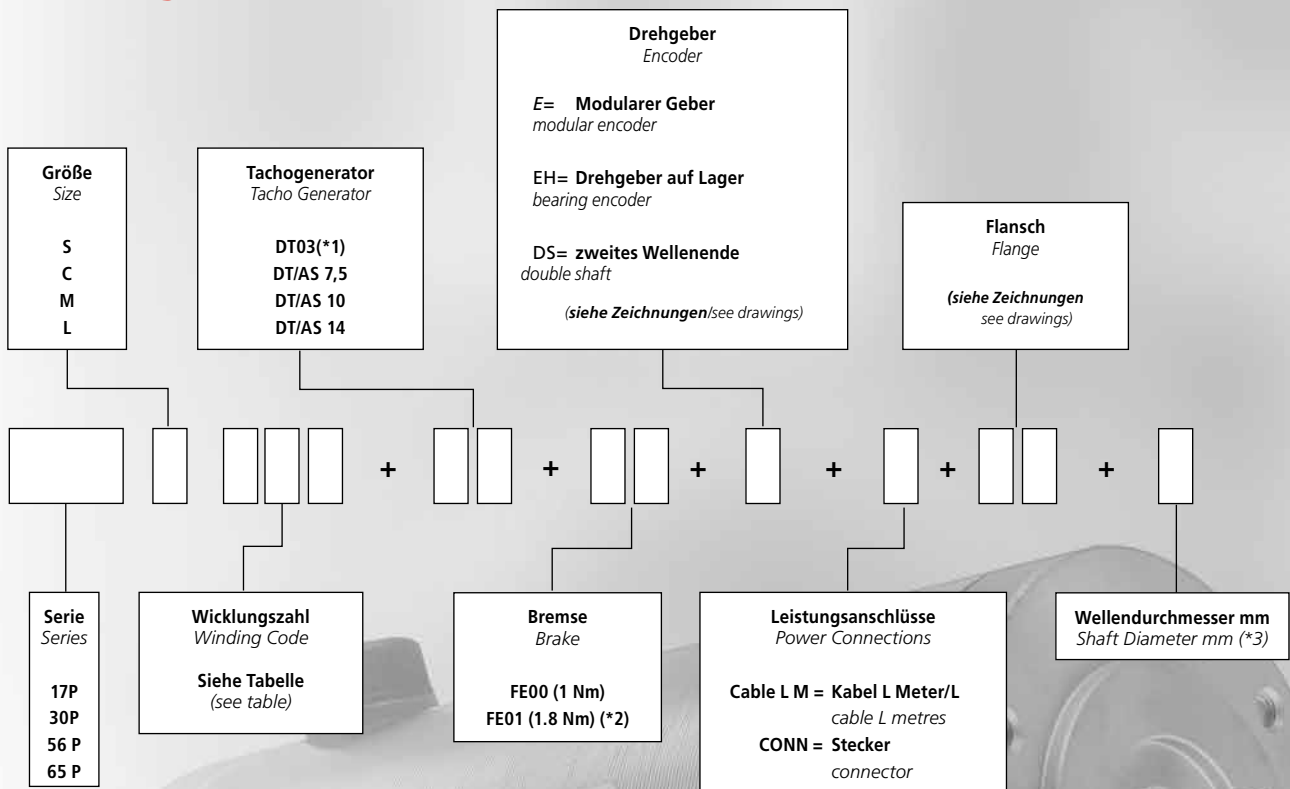 Drehgeber
Encoder
E= Modularer Geber
modular encoder
EH= Drehgeber auf Lager
bearing encoder
DS= zweites Wellenende
double shaft
(siehe Zeichnungen/see drawings)
Größe
Size
S
C
M
L
Tachogenerator
Tacho Generator
DT03(*1)
DT/AS 7,5
DT/AS 10
DT/AS 14
Flansch
Flange
(siehe Zeichnungen
see drawings)
+ + + + + +
Serie
Series
17P
30P
56 P
65 P
Wicklungszahl
Winding Code
Siehe Tabelle
(see table)
Bremse
Brake
FE00 (1 Nm)
FE01 (1.8 Nm) (*2)
Leistungsanschlüsse
Power Connections
Cable L M = Kabel L Meter/L
cable L metres
CONN = Stecker
connector
Wellendurchmesser mm
Shaft Diameter mm (*3)